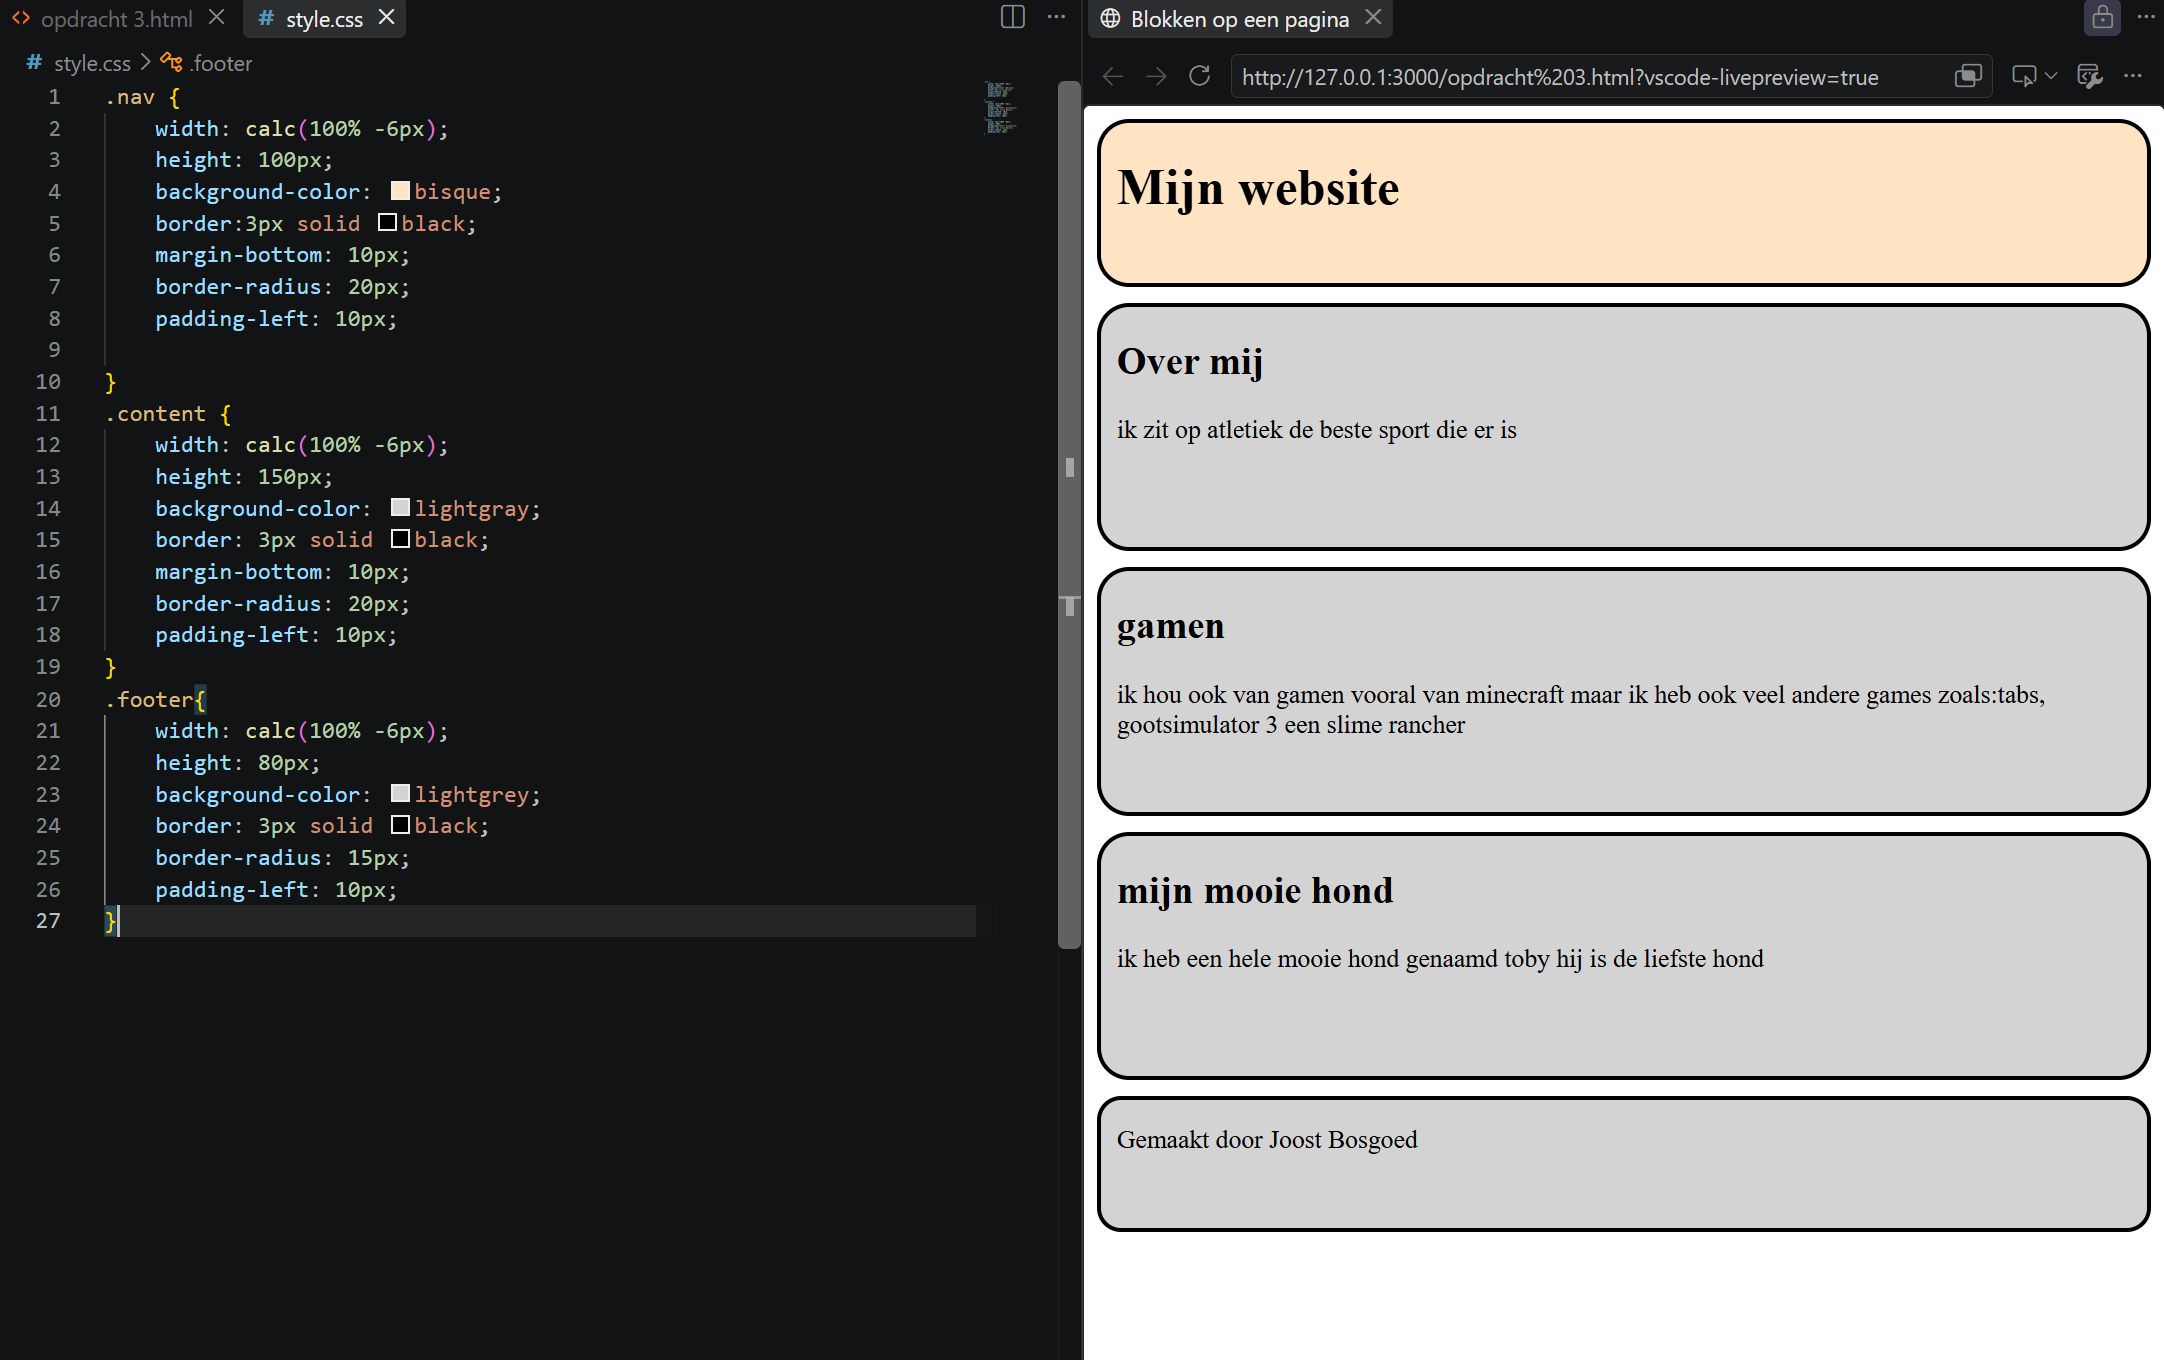 opdracht 3.html
# style.css
Blokken op een pagina
# style.css > .footer
http://127.0.0.1:3000/opdracht%203.html?vscode-livepreview=true
1 .nav {
2 width: calc(100% -6px);
3 height: 100px;
4 background-color: bisque;
5 border:3px solid black;
6 margin-bottom: 10px;
7 border-radius: 20px;
8 padding-left: 10px;
9
10 }
11 .content {
12 width: calc(100% -6px);
13 height: 150px;
14 background-color: lightgray;
15 border: 3px solid black;
16 margin-bottom: 10px;
17 border-radius: 20px;
18 padding-left: 10px;
19 }
20 .footer{
21 width: calc(100% -6px);
22 height: 80px;
23 background-color: lightgrey;
24 border: 3px solid black;
25 border-radius: 15px;
26 padding-left: 10px;
27 }
Mijn website
Over mij
ik zit op atletiek de beste sport die er is
gamen
ik hou ook van gamen vooral van minecraft maar ik heb ook veel andere games zoals:tabs,
gootsimulator 3 een slime rancher
mijn mooie hond
ik heb een hele mooie hond genaamd toby hij is de liefste hond
Gemaakt door Joost Bosgoed